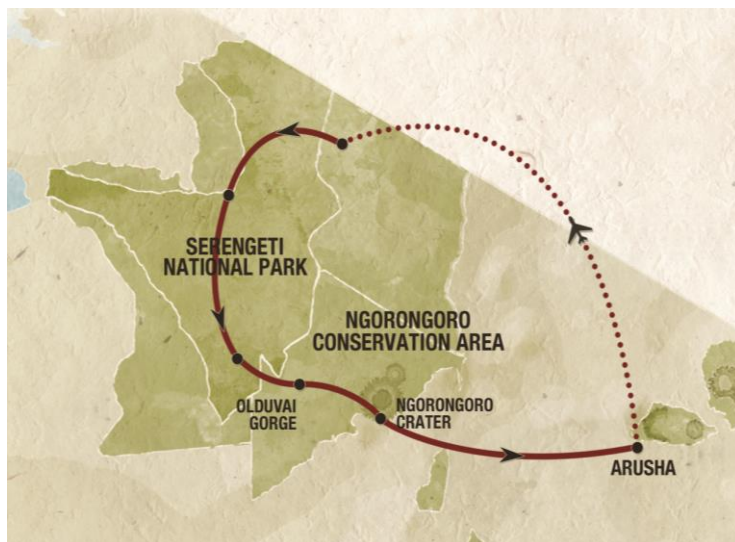 SERENGETI
NATIONAL PARK
NGORONGORO
CONSERVATION AREA
OLDUVAI
GORGE
NGORONGORO
CRATER
ARUSHA